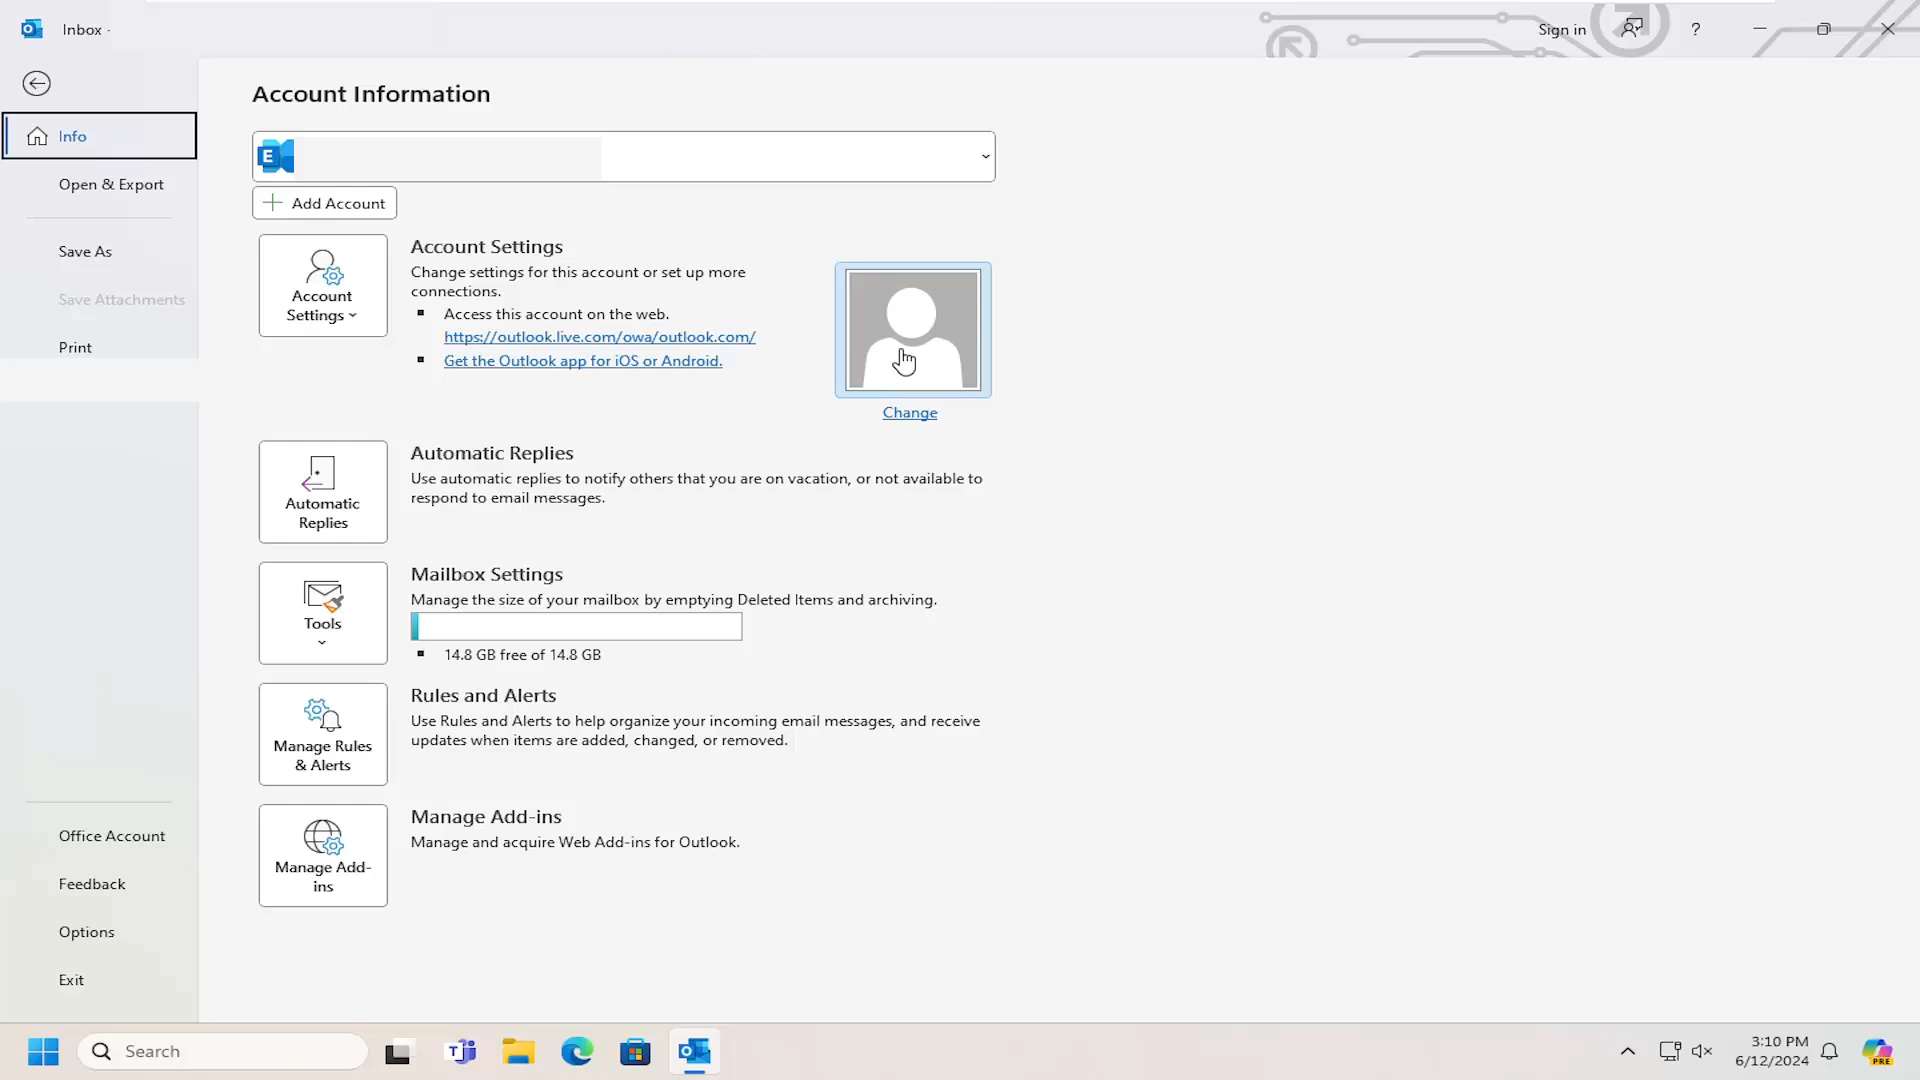 Inbox -
Sign in
?
Info
Open & Export
Save As
Save Attachments
Print
Office Account
Feedback
Options
Exit
Account Information
E
Add Account
Account
Settings
Account Settings
Change settings for this account or set up more
connections.
Access this account on the web.
https://outlook.live.com/owa/outlook.com/
Get the Outlook app for iOS or Android.
Change
Automatic
Replies
Automatic Replies
Use automatic replies to notify others that you are on vacation, or not available to
respond to email messages.
Tools
Mailbox Settings
Manage the size of your mailbox by emptying Deleted Items and archiving.
14.8 GB free of 14.8 GB
Manage Rules
& Alerts
Rules and Alerts
Use Rules and Alerts to help organize your incoming email messages, and receive
updates when items are added, changed, or removed.
Manage Add-
ins
Manage Add-ins
Manage and acquire Web Add-ins for Outlook.
Search
3:10 PM
6/12/2024
PRE